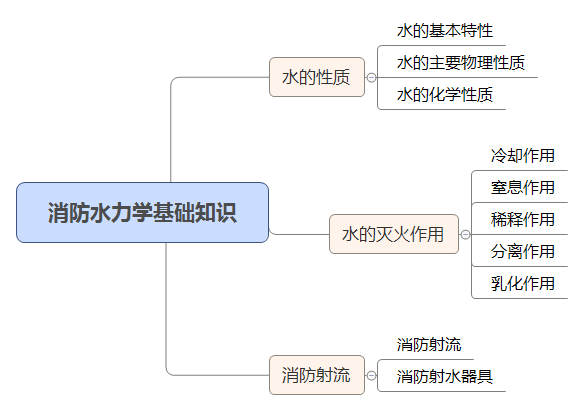 消防水力学基础知识
水的性质
水的基本特性
水的主要物理性质
水的化学性质
水的灭火作用
冷却作用
窒息作用
稀释作用
分离作用
乳化作用
消防射流
消防射流
消防射水器具